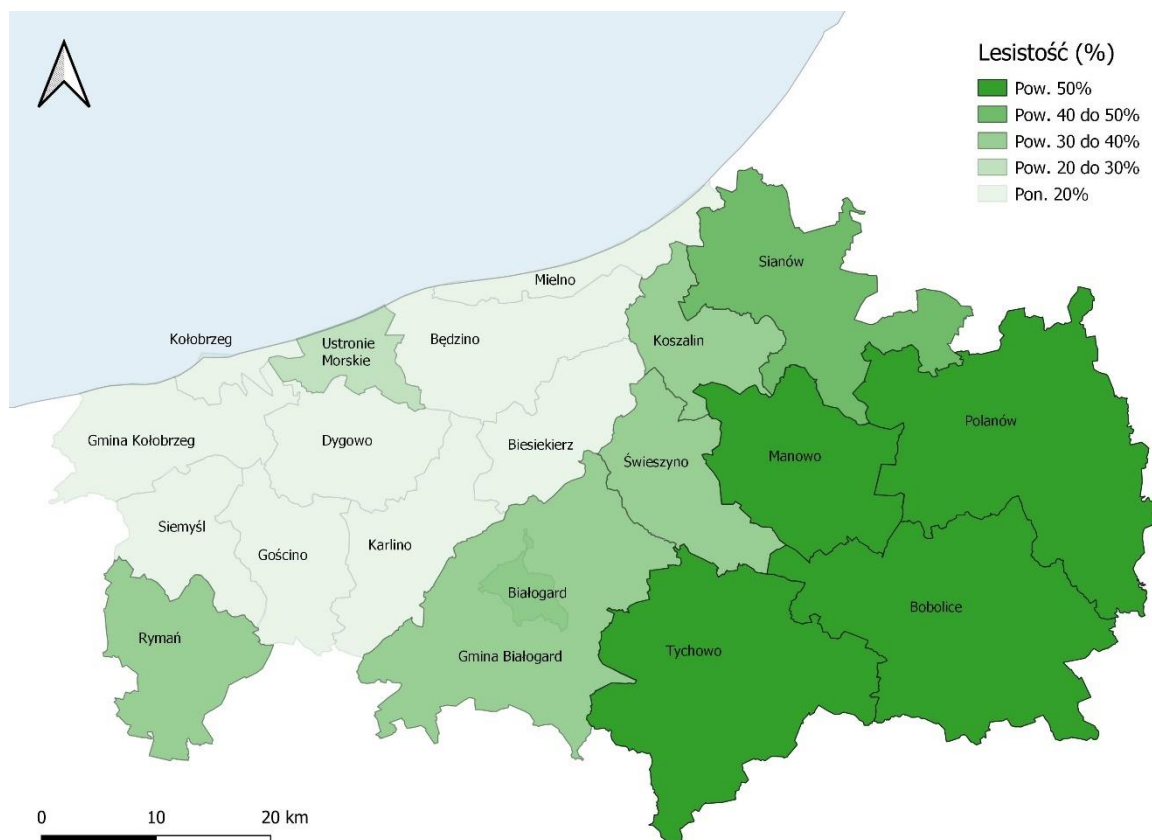 Lesistość (%)
Pow. 50%
Pow. 40 do 50%
Pow. 30 do 40%
Pow. 20 do 30%
Pon. 20%
Sianów
Mielno
Kołobrzeg
Ustronie
Morskie
Będzino
Koszalin
Polanów
Gmina Kołobrzeg
Dygowo
Biesiekierz
Świeszyno
Manowo
Siemyśl
Gościno
Karlino
Białogard
Bobolice
Rymań
Gmina Białogard
Tychowo
0 10 20 km